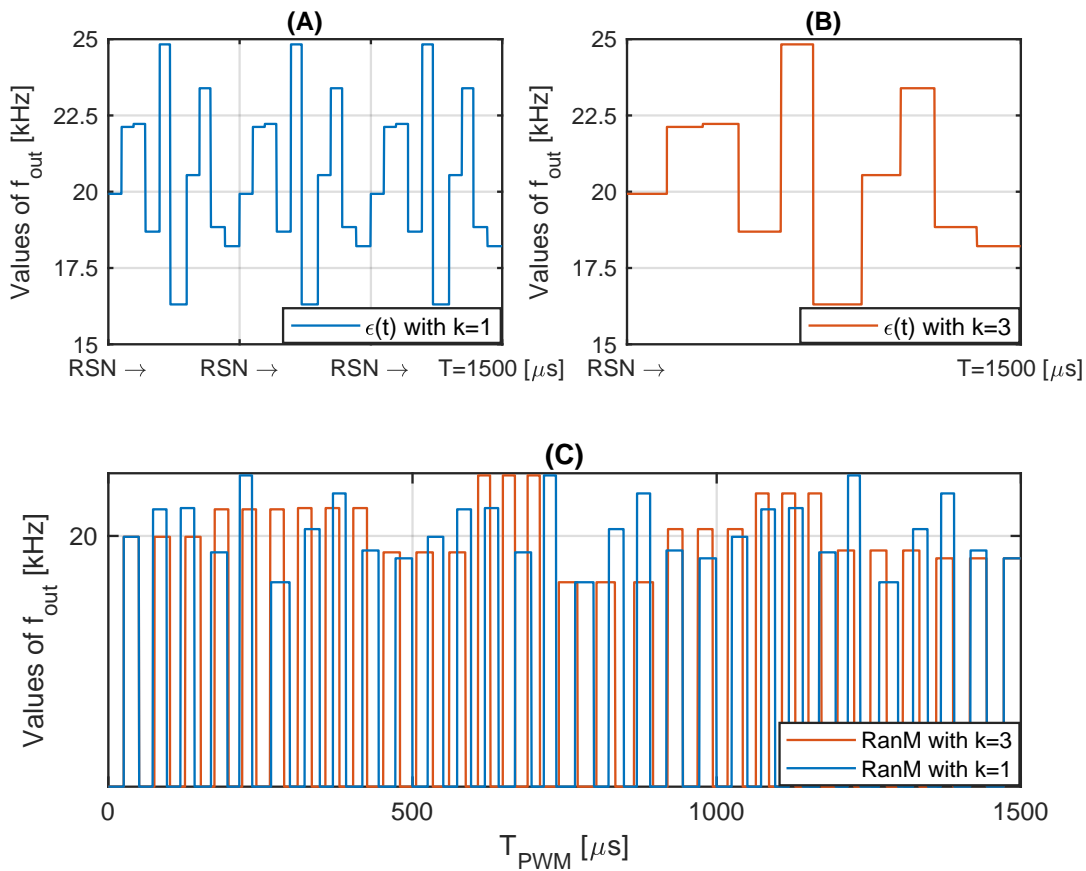 (A)
Values of f_out [kHz]
25
22.5
20
17.5
15
ϵ(t) with k=1
RSN → RSN → RSN → T=1500 [μs]
(B)
Values of f_out [kHz]
25
22.5
20
17.5
15
ϵ(t) with k=3
RSN → T=1500 [μs]
(C)
Values of f_out [kHz]
20
RanM with k=3
RanM with k=1
0 500 1000 1500
T_PWM [μs]